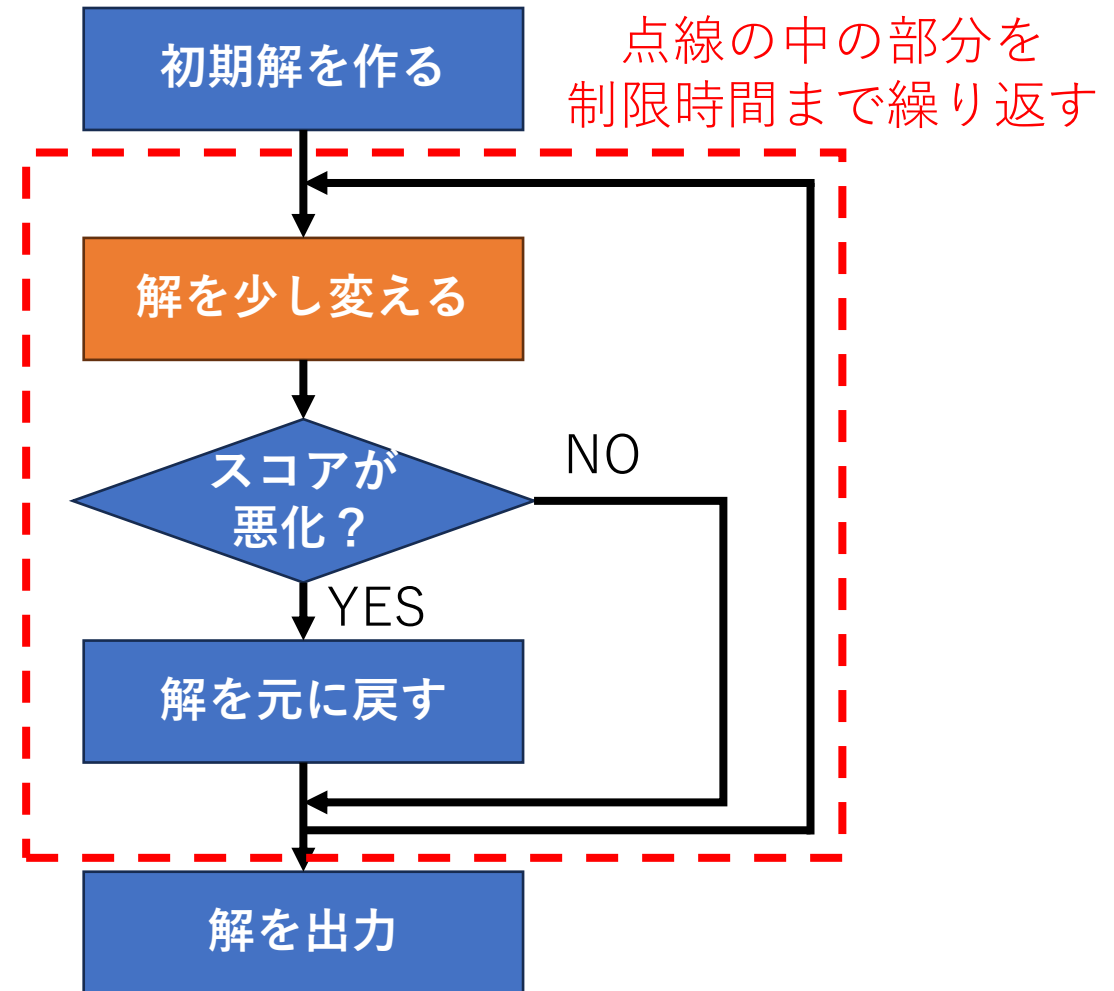 初期解を作る
点線の中の部分を
制限時間まで繰り返す
解を少し変える
スコアが
悪化？
NO
YES
解を元に戻す
解を出力